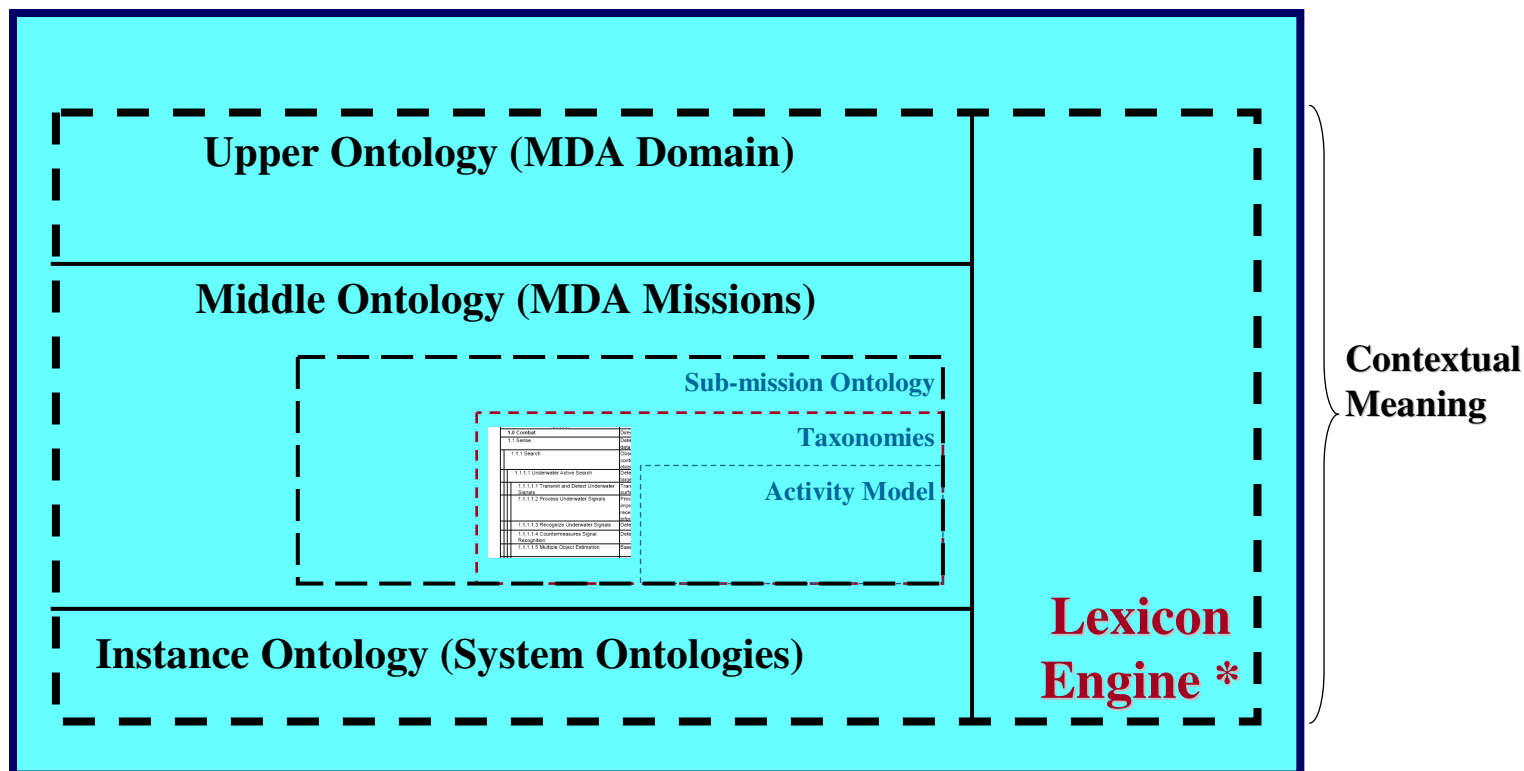 Upper Ontology (MDA Domain)
Middle Ontology (MDA Missions)
Sub-mission Ontology
Taxonomies
Activity Model
1.0 Combat
1.1 Sense
1.1.1 Search
1.1.1.1 Underwater Active Search
1.1.1.1.1 Transmit and Detect Underwater
Signals
1.1.1.1.2 Process Underwater Signals
1.1.1.1.3 Recognize Underwater Signals
1.1.1.1.4 Countermeasures Signal
Recognition
1.1.1.1.5 Multiple Object Estimation
Instance Ontology (System Ontologies)
Lexicon
Engine *
Contextual
Meaning